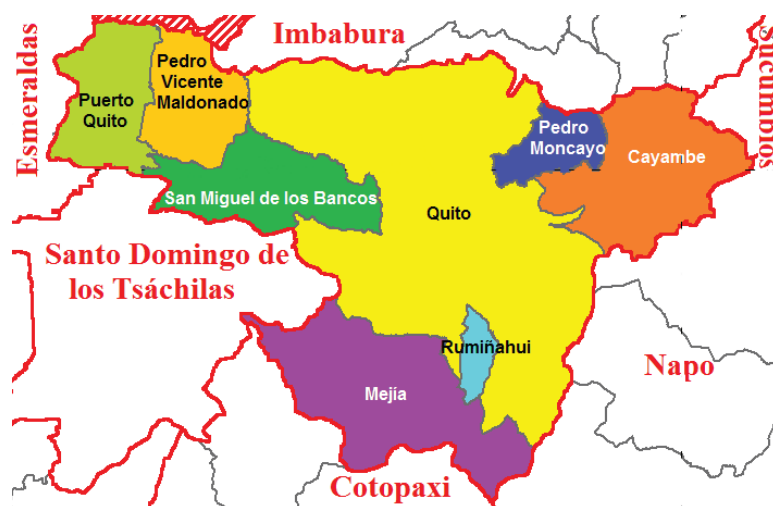 Imbabura
Esmeraldas
Sucumbíos
Pedro
Vicente
Maldonado
Puerto
Quito
Pedro
Moncayo
Cayambe
San Miguel de los Bancos
Quito
Santo Domingo de
los Tsáchilas
Rumiñahui
Napo
Mejía
Cotopaxi